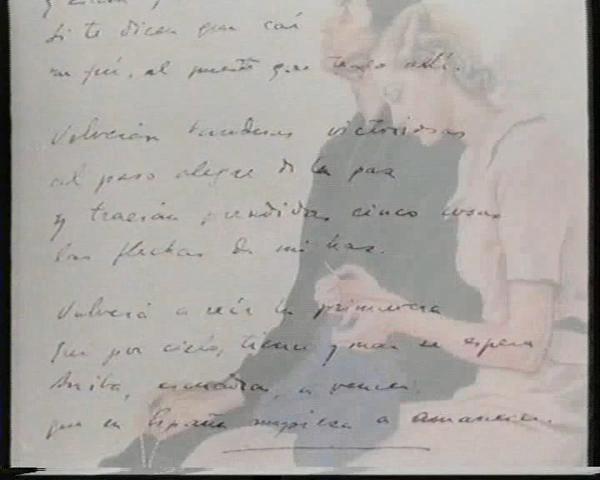 Si te dicen que caí
me fuí, al puesto que tengo allí.
Volverán banderas victoriosas
al paso alegre de la paz
y traerán prendidas cinco rosas
las flechas de mi haz.
Volverá a reír la primavera
que por cielo, tierra y mar se espera
Arriba, escuadras, a vencer,
que en España empieza a amanecer.